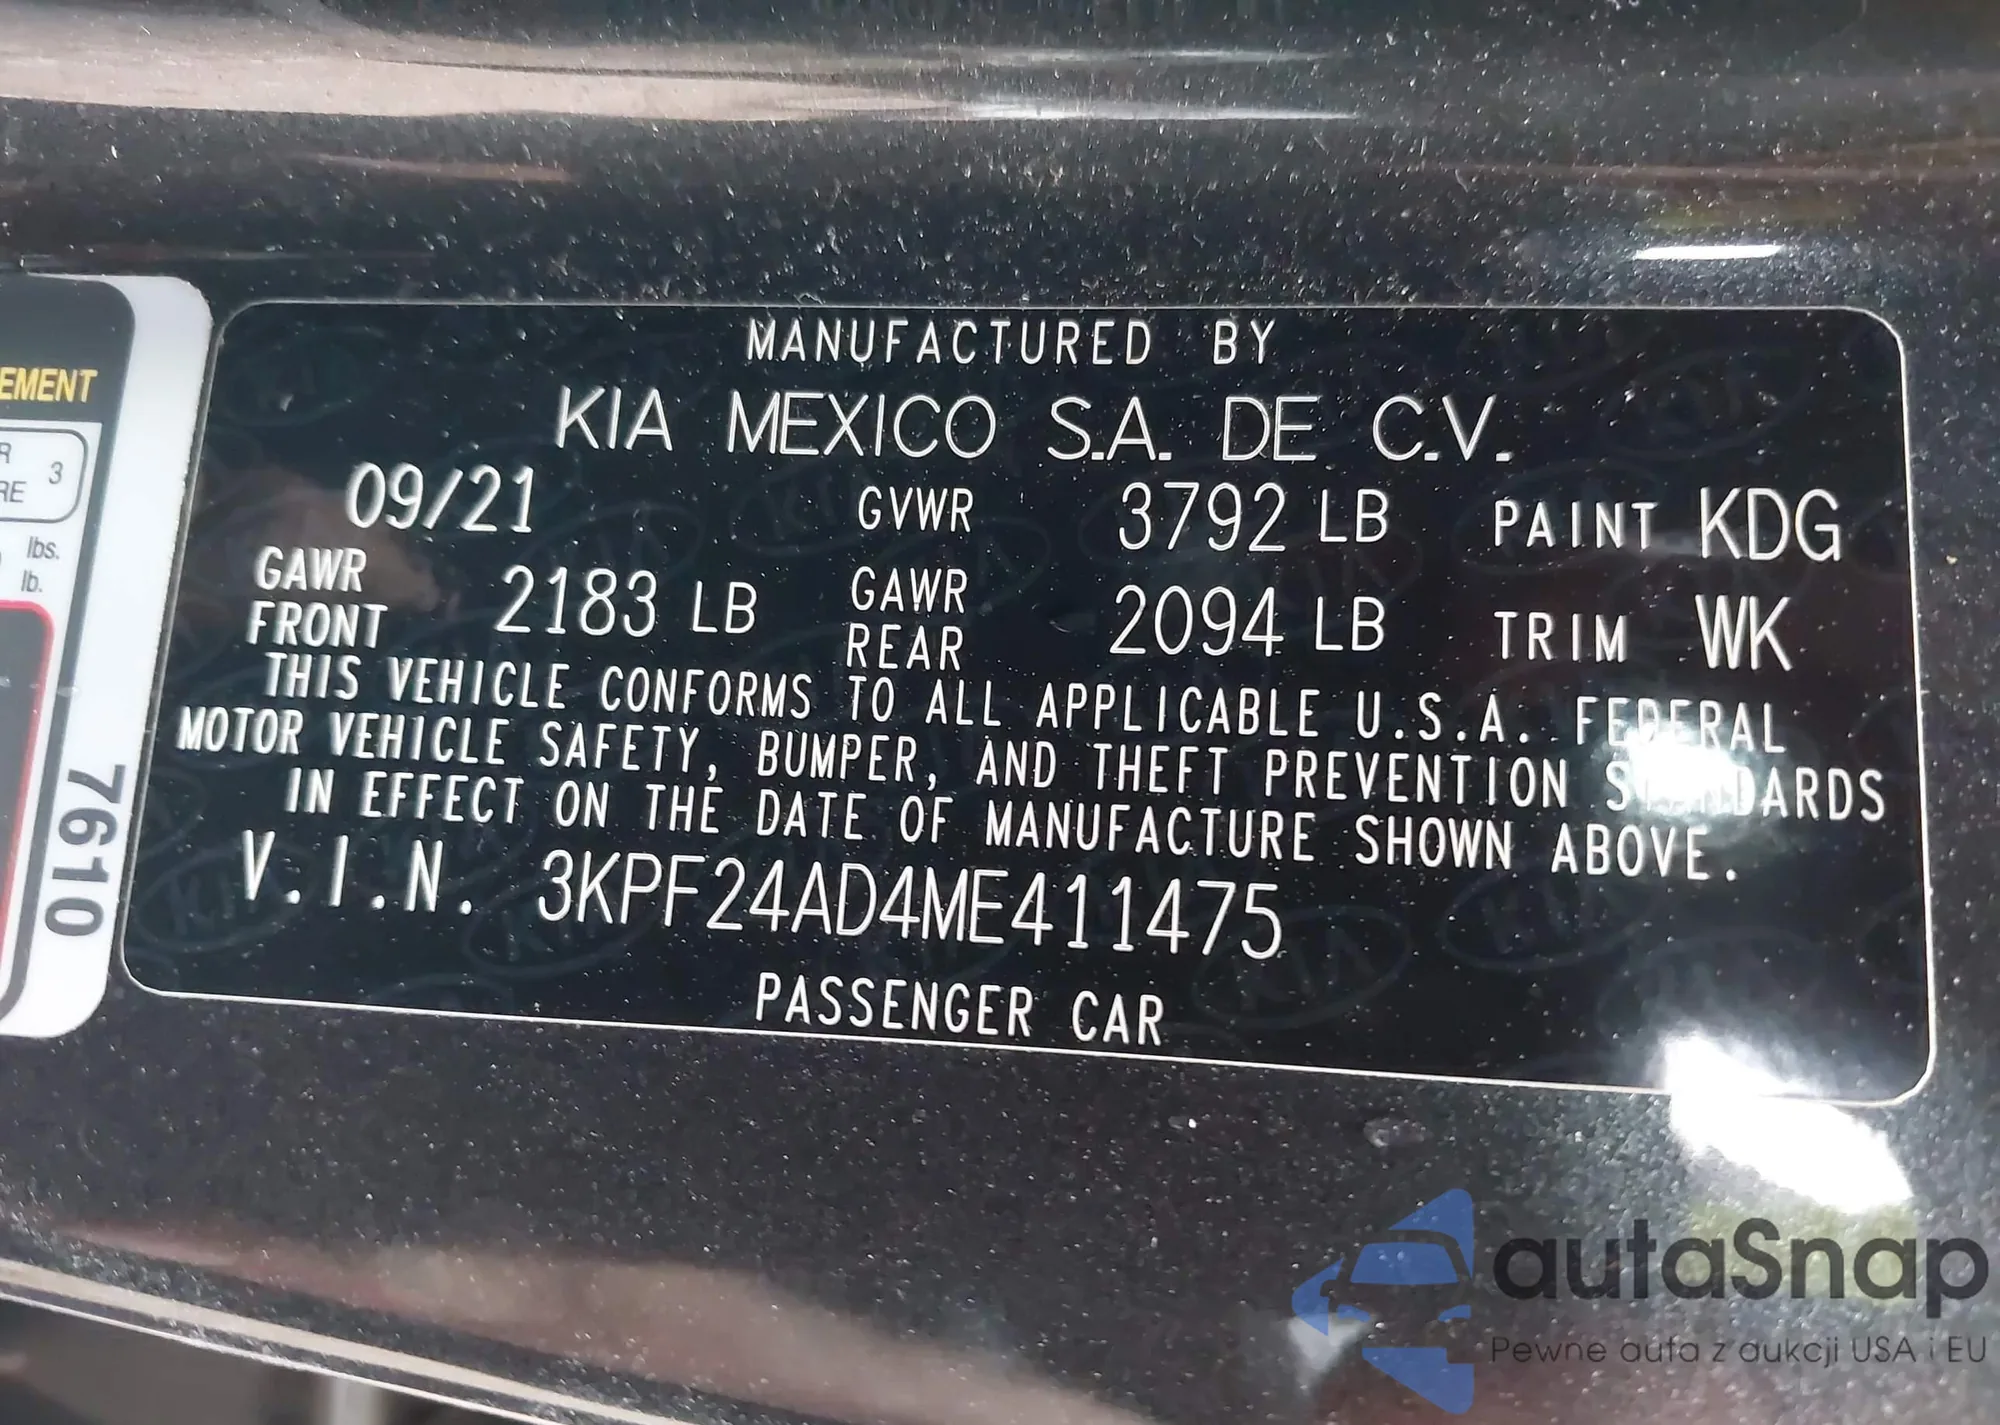 EMENT
R
RE
3
lbs.
lb.
7610
MANUFACTURED BY
KIA MEXICO S.A. DE C.V.
09/21 GVWR 3792 LB PAINT KDG
GAWR FRONT 2183 LB GAWR REAR 2094 LB TRIM WK
THIS VEHICLE CONFORMS TO ALL APPLICABLE U.S.A. FEDERAL
MOTOR VEHICLE SAFETY, BUMPER, AND THEFT PREVENTION STANDARDS
IN EFFECT ON THE DATE OF MANUFACTURE SHOWN ABOVE.
V.I.N. 3KPF24AD4ME411475
PASSENGER CAR
autaSnap
Pewne auta z aukcji USA i EU